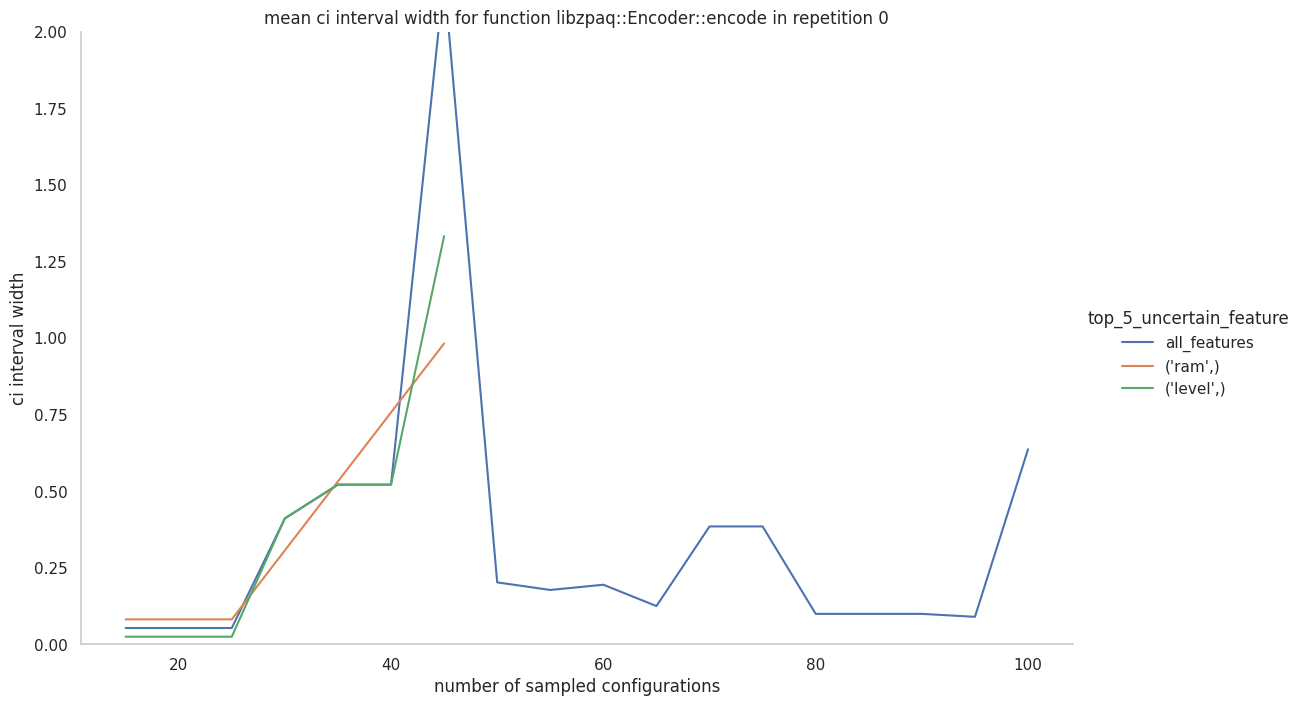 mean ci interval width for function libzpaq::Encoder::encode in repetition 0
2.00
1.75
1.50
1.25
1.00
0.75
0.50
0.25
0.00
ci interval width
20
40
60
80
100
number of sampled configurations
top_5_uncertain_feature
all_features
('ram',)
('level',)